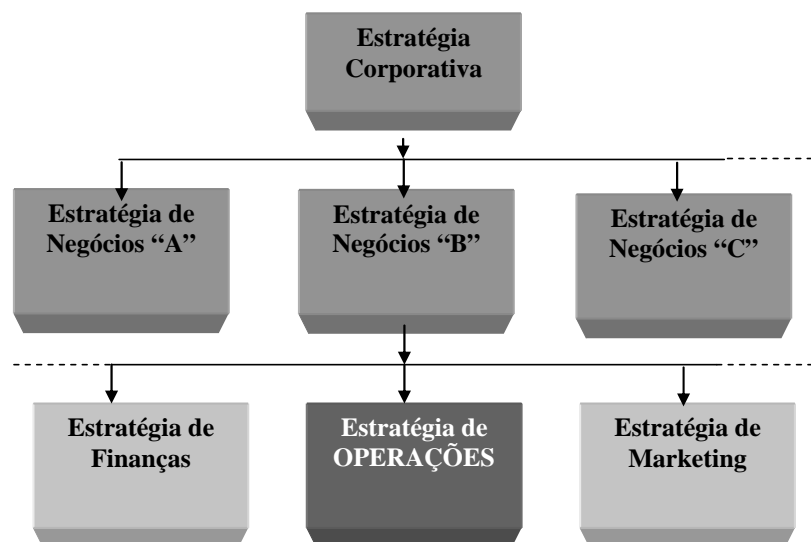 Estratégia
Corporativa
Estratégia de
Negócios “A”
Estratégia de
Negócios “B”
Estratégia de
Negócios “C”
Estratégia de
Finanças
Estratégia de
OPERAÇÕES
Estratégia de
Marketing